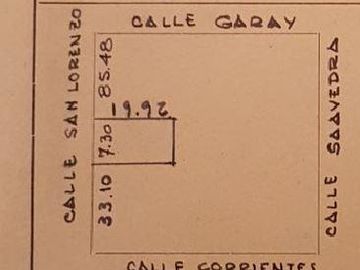 CALLE GARAY
CALLE SAN LORENZO
85.48
19.92
7.30
33.10
CALLE SAAVEDRA
CALLE CORRIENTES